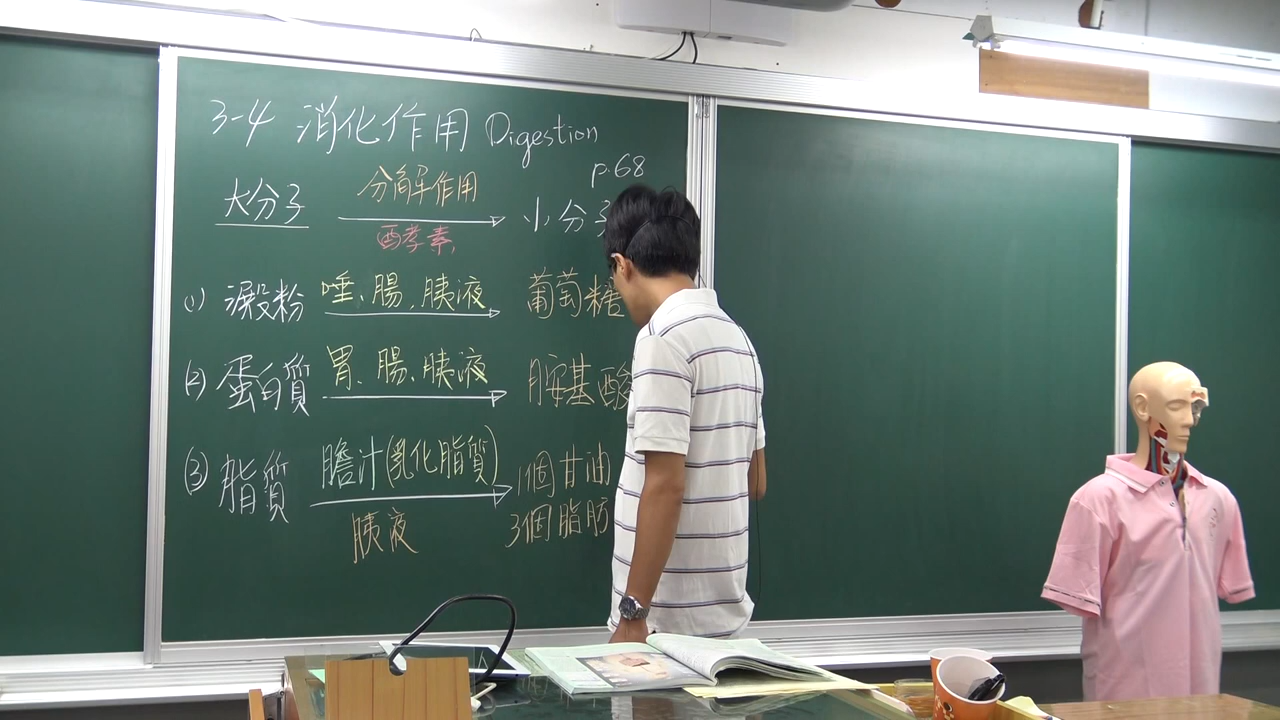 3-4 消化作用 Digestion
p.68
大分子 分解作用 小分子
酵素
(1) 澱粉 唾、腸、胰液 葡萄糖
(2) 蛋白質 胃、腸、胰液 胺基酸
(3) 脂質 膽汁(乳化脂質) 1個甘油
胰液 3個脂肪